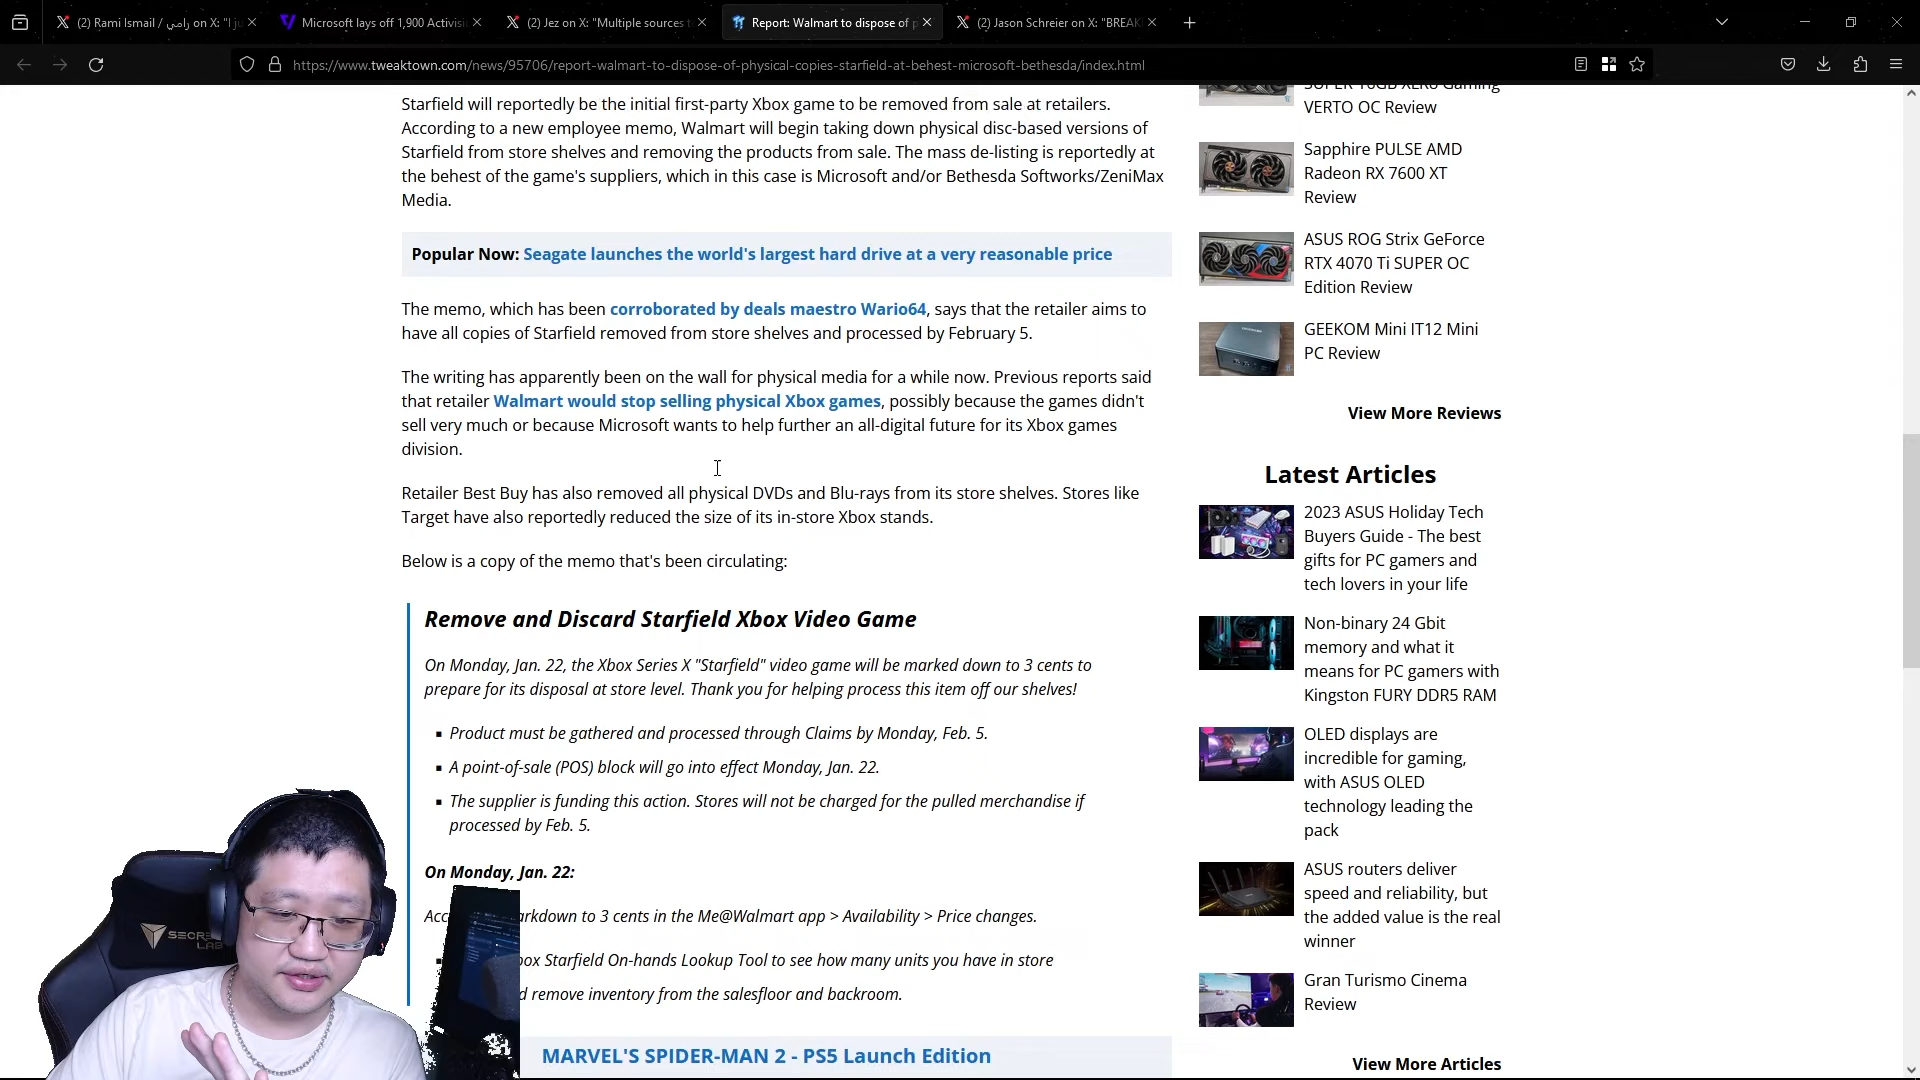 (2) Rami Ismail / رامي on X: "I ju
Microsoft lays off 1,900 Activisi
(2) Jez on X: "Multiple sources t
Report: Walmart to dispose of p
(2) Jason Schreier on X: "BREAK
https://www.tweaktown.com/news/95706/report-walmart-to-dispose-of-physical-copies-starfield-at-behest-microsoft-bethesda/index.html
Starfield will reportedly be the initial first-party Xbox game to be removed from sale at retailers.
According to a new employee memo, Walmart will begin taking down physical disc-based versions of
Starfield from store shelves and removing the products from sale. The mass de-listing is reportedly at
the behest of the game's suppliers, which in this case is Microsoft and/or Bethesda Softworks/ZeniMax
Media.
Popular Now: Seagate launches the world's largest hard drive at a very reasonable price
The memo, which has been corroborated by deals maestro Wario64, says that the retailer aims to
have all copies of Starfield removed from store shelves and processed by February 5.
The writing has apparently been on the wall for physical media for a while now. Previous reports said
that retailer Walmart would stop selling physical Xbox games, possibly because the games didn't
sell very much or because Microsoft wants to help further an all-digital future for its Xbox games
division.
Retailer Best Buy has also removed all physical DVDs and Blu-rays from its store shelves. Stores like
Target have also reportedly reduced the size of its in-store Xbox stands.
Below is a copy of the memo that's been circulating:
Remove and Discard Starfield Xbox Video Game
On Monday, Jan. 22, the Xbox Series X "Starfield" video game will be marked down to 3 cents to
prepare for its disposal at store level. Thank you for helping process this item off our shelves!
▪ Product must be gathered and processed through Claims by Monday, Feb. 5.
▪ A point-of-sale (POS) block will go into effect Monday, Jan. 22.
▪ The supplier is funding this action. Stores will not be charged for the pulled merchandise if
processed by Feb. 5.
On Monday, Jan. 22:
arkdown to 3 cents in the Me@Walmart app > Availability > Price changes.
box Starfield On-hands Lookup Tool to see how many units you have in store
d remove inventory from the salesfloor and backroom.
MARVEL'S SPIDER-MAN 2 - PS5 Launch Edition
SUPER 16GB XLR8 Gaming
VERTO OC Review
Sapphire PULSE AMD
Radeon RX 7600 XT
Review
ASUS ROG Strix GeForce
RTX 4070 Ti SUPER OC
Edition Review
GEEKOM Mini IT12 Mini
PC Review
View More Reviews
Latest Articles
2023 ASUS Holiday Tech
Buyers Guide - The best
gifts for PC gamers and
tech lovers in your life
Non-binary 24 Gbit
memory and what it
means for PC gamers with
Kingston FURY DDR5 RAM
OLED displays are
incredible for gaming,
with ASUS OLED
technology leading the
pack
ASUS routers deliver
speed and reliability, but
the added value is the real
winner
Gran Turismo Cinema
Review
View More Articles
SECRE
LAB